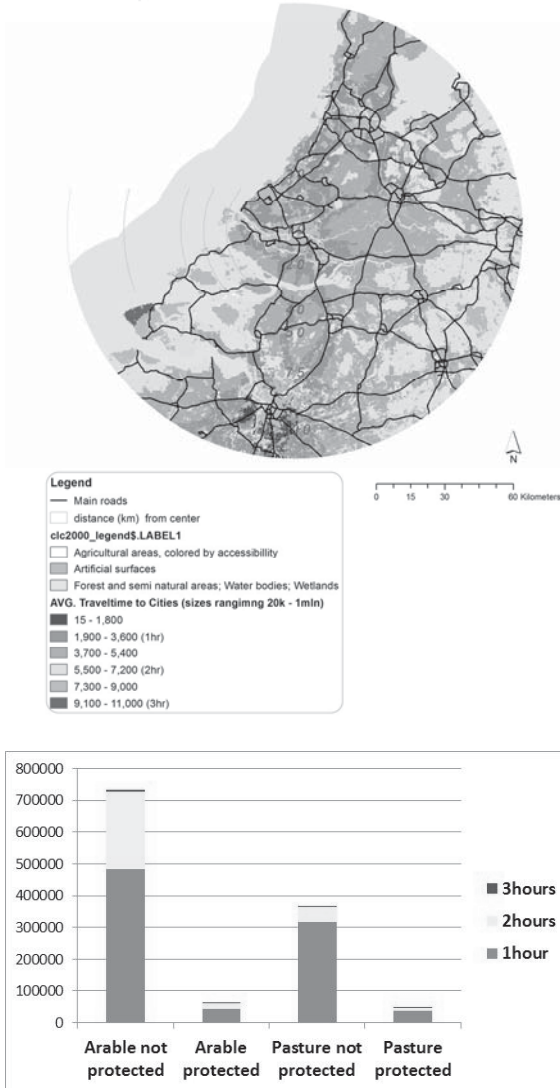 N
Legend
Main roads
distance (km) from center
clc2000_legend$.LABEL1
Agricultural areas, colored by accessibillity
Artificial surfaces
Forest and semi natural areas; Water bodies; Wetlands
AVG. Traveltime to Cities (sizes rangimng 20k - 1mln)
15 - 1,800
1,900 - 3,600 (1hr)
3,700 - 5,400
5,500 - 7,200 (2hr)
7,300 - 9,000
9,100 - 11,000 (3hr)
0 15 30 60 Kilometers
800000
700000
600000
500000
400000
300000
200000
100000
0
Arable not protected
Arable protected
Pasture not protected
Pasture protected
3hours
2hours
1hour